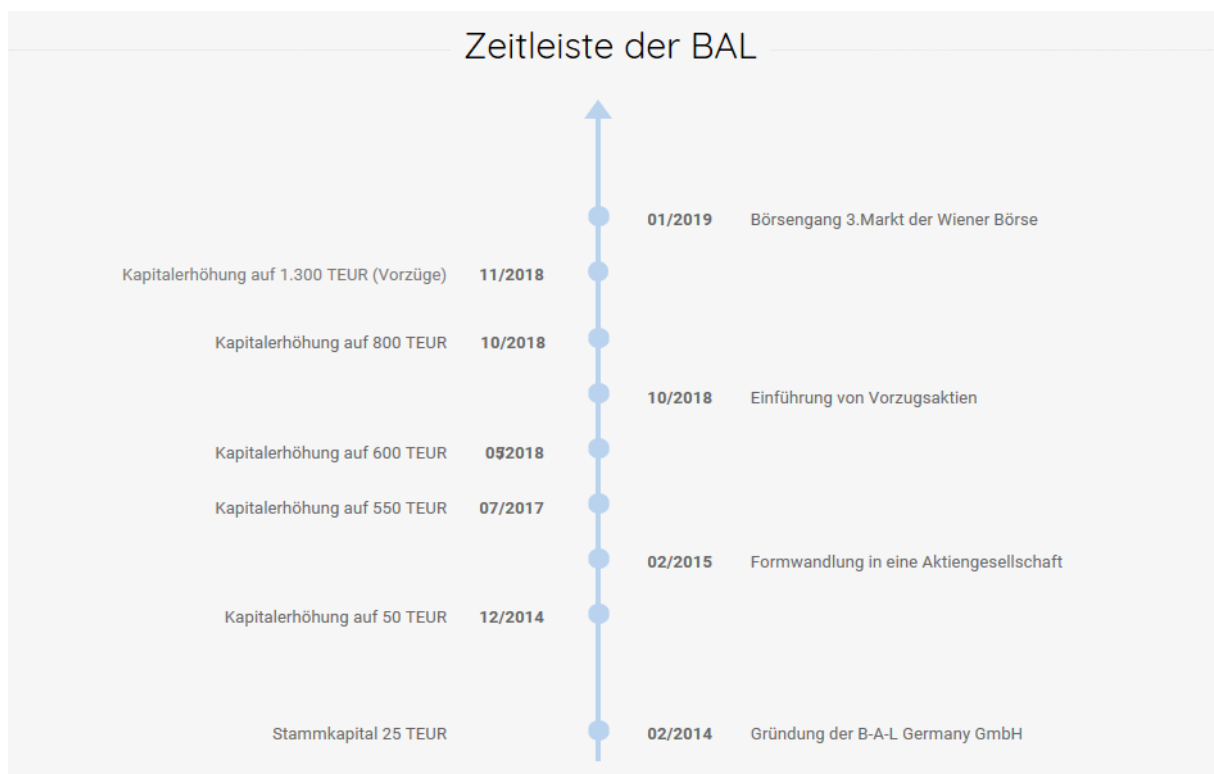 Zeitleiste der BAL
01/2019 Börsengang 3.Markt der Wiener Börse
Kapitalerhöhung auf 1.300 TEUR (Vorzüge) 11/2018
Kapitalerhöhung auf 800 TEUR 10/2018
10/2018 Einführung von Vorzugsaktien
Kapitalerhöhung auf 600 TEUR
Kapitalerhöhung auf 550 TEUR 07/2017
02/2015 Formwandlung in eine Aktiengesellschaft
Kapitalerhöhung auf 50 TEUR 12/2014
Stammkapital 25 TEUR 02/2014 Gründung der B-A-L Germany GmbH